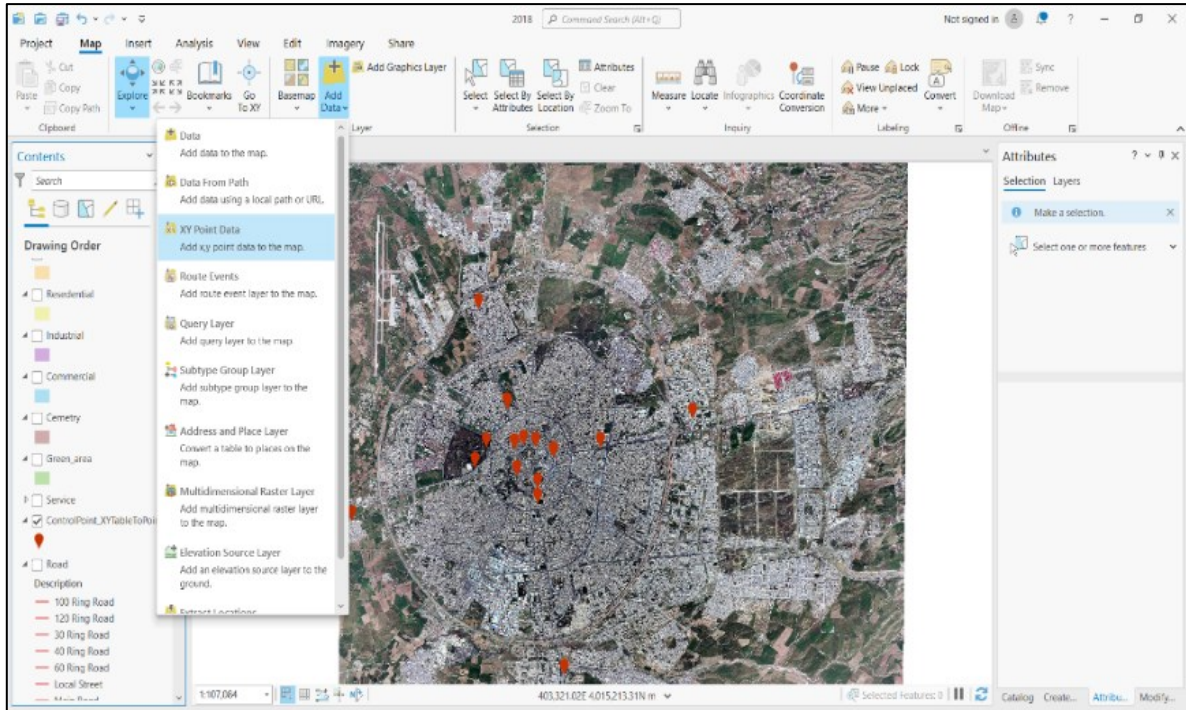 2018
Command Search (Alt+Q)
Not signed in
?
Project
Map
Insert
Analysis
View
Edit
Imagery
Share
Paste
Cut
Copy
Copy Path
Clipboard
Explore
Bookmarks
Go To XY
Basemap
Add Data
Add Graphics Layer
Layer
Select
Select By Attributes
Select By Location
Attributes
Clear
Zoom To
Selection
Measure
Locate
Infographics
Coordinate Conversion
Inquiry
Pause
Lock
View Unplaced
More
Convert
Labeling
Download Map
Sync
Remove
Offline
Contents
Search
Drawing Order
Resedential
Industrial
Commercial
Cemetry
Green_area
Service
ControlPoint_XYTableToPoi
Road
Description
100 Ring Road
120 Ring Road
30 Ring Road
40 Ring Road
60 Ring Road
Local Street
Main Road
Data
Add data to the map.
Data From Path
Add data using a local path or URL.
XY Point Data
Add x,y point data to the map.
Route Events
Add route event layer to the map.
Query Layer
Add query layer to the map.
Subtype Group Layer
Add subtype group layer to the
map.
Address and Place Layer
Convert a table to places on the
map.
Multidimensional Raster Layer
Add multidimensional raster layer
to the map.
Elevation Source Layer
Add an elevation source layer to the
ground.
Extract Locations
Attributes
?
Selection
Layers
Make a selection.
Select one or more features
1:107,064
403,321.02E 4,015,213.31N m
Selected Features: 0
Catalog
Create...
Attribu...
Modify...